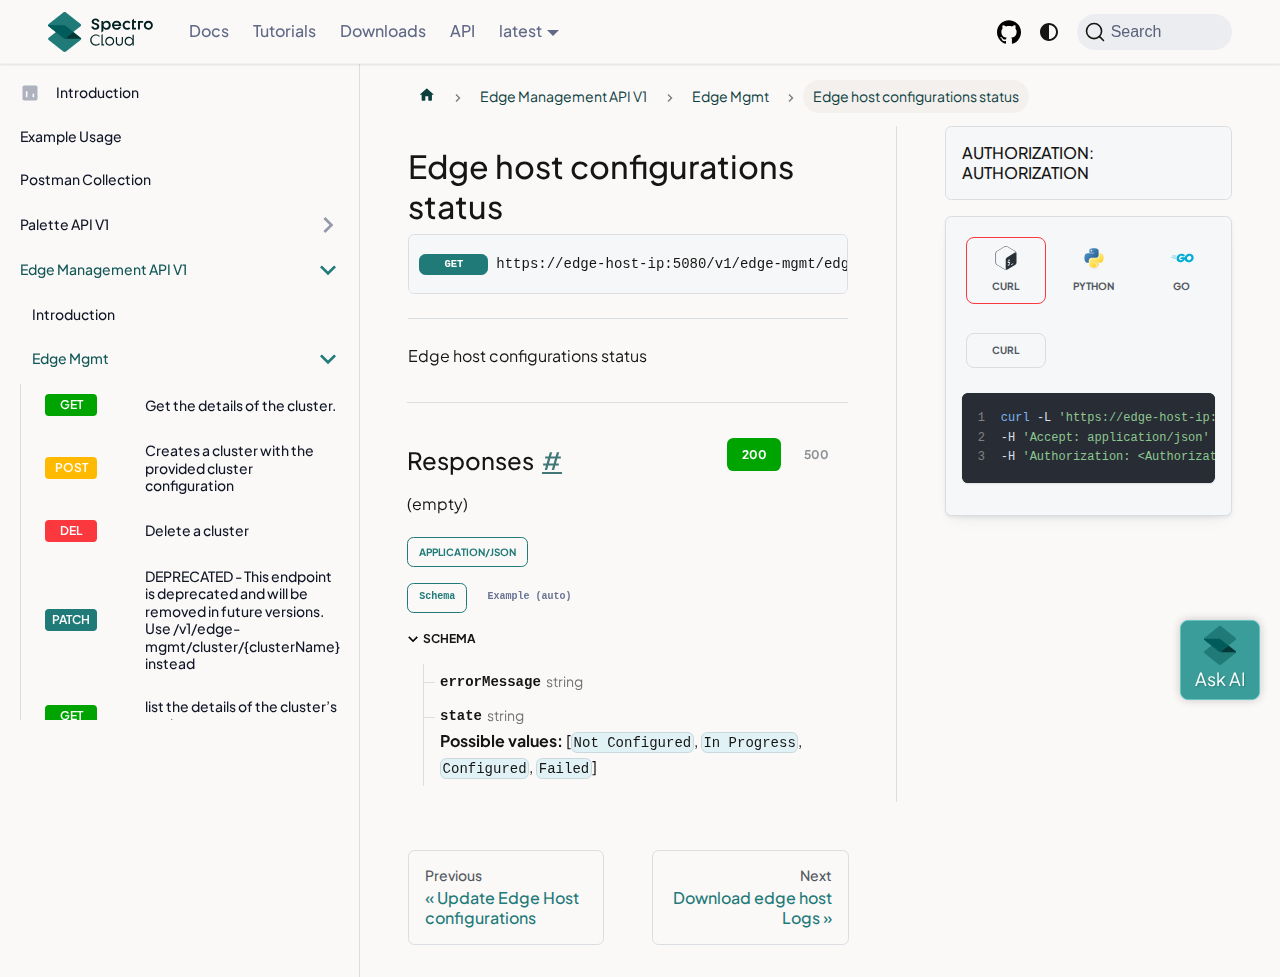 Spectro
Cloud
Docs
Tutorials
Downloads
API
latest
Search
Introduction
Example Usage
Postman Collection
Palette API V1
Edge Management API V1
Introduction
Edge Mgmt
GET
Get the details of the cluster.
POST
Creates a cluster with the
provided cluster
configuration
DEL
Delete a cluster
PATCH
DEPRECATED - This endpoint
is deprecated and will be
removed in future versions.
Use /v1/edge-
mgmt/cluster/{clusterName}
instead
GET
list the details of the cluster's
Edge Management API V1
Edge Mgmt
Edge host configurations status
Edge host configurations
status
GET
https://edge-host-ip:5080/v1/edge-mgmt/edg
Edge host configurations status
Responses #
200
500
(empty)
APPLICATION/JSON
Schema
Example (auto)
SCHEMA
errorMessage string
state string
Possible values: [Not Configured, In Progress,
Configured, Failed]
Previous
« Update Edge Host
configurations
Next
Download edge host
Logs »
AUTHORIZATION:
AUTHORIZATION
CURL
PYTHON
GO
CURL
1 curl -L 'https://edge-host-ip:
2 -H 'Accept: application/json'
3 -H 'Authorization: <Authorizat
Ask AI